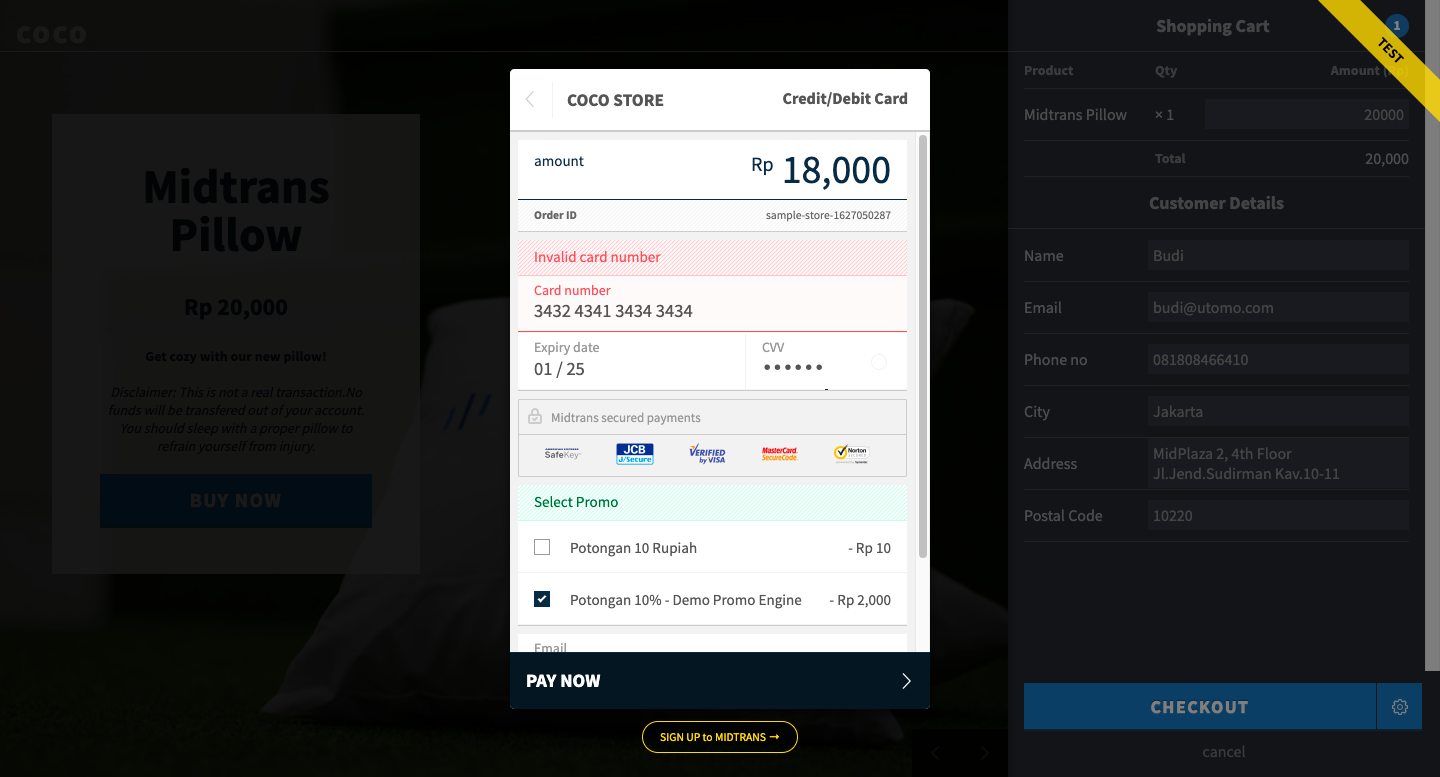 COCO
Midtrans
Pillow
Rp 20,000
Get cozy with our new pillow!
Disclaimer: This is not a real transaction.No
funds will be transfered out of your account.
You should sleep with a proper pillow to
refrain yourself from injury.
BUY NOW
COCO STORE Credit/Debit Card
amount Rp 18,000
Order ID sample-store-1627050287
Invalid card number
Card number
3432 4341 3434 3434
Expiry date CVV
01 / 25 ••••••
Midtrans secured payments
AMERICAN EXPRESS SafeKey JCB J/Secure VERIFIED by VISA MasterCard. SecureCode. Norton SECURED powered by Symantec
Select Promo
Potongan 10 Rupiah - Rp 10
Potongan 10% - Demo Promo Engine - Rp 2,000
Email
PAY NOW
SIGN UP to MIDTRANS →
Shopping Cart 1
TEST
Product Qty Amount (Rp)
Midtrans Pillow × 1 20000
Total 20,000
Customer Details
Name Budi
Email budi@utomo.com
Phone no 081808466410
City Jakarta
Address MidPlaza 2, 4th Floor
Jl.Jend.Sudirman Kav.10-11
Postal Code 10220
CHECKOUT
cancel